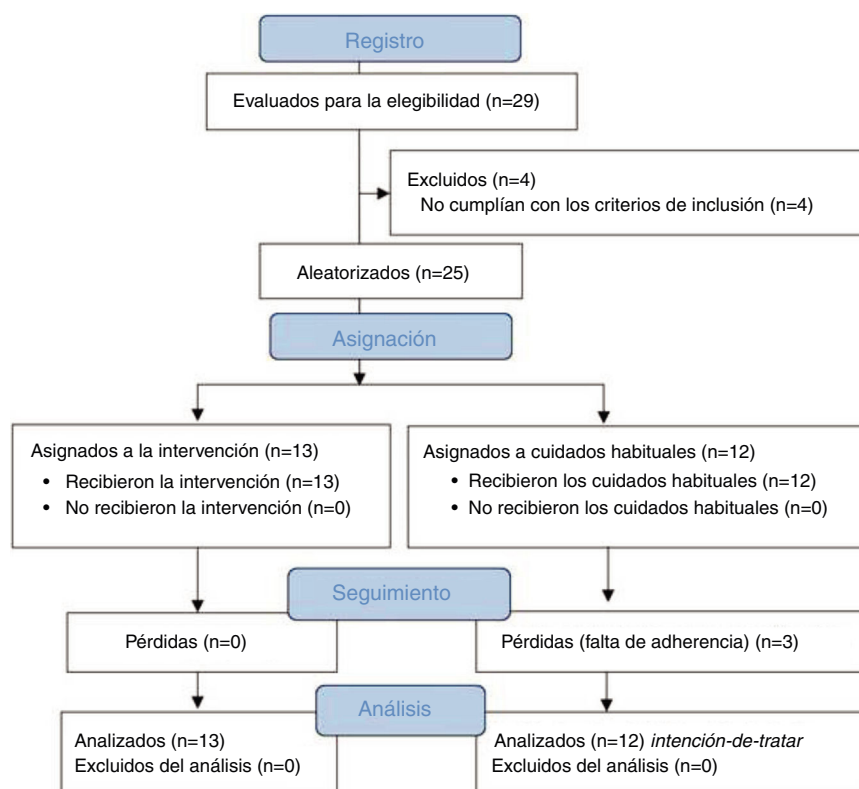 Registro
Evaluados para la elegibilidad (n=29)
Excluidos (n=4)
No cumplían con los criterios de inclusión (n=4)
Aleatorizados (n=25)
Asignación
Asignados a la intervención (n=13)
• Recibieron la intervención (n=13)
• No recibieron la intervención (n=0)
Asignados a cuidados habituales (n=12)
• Recibieron los cuidados habituales (n=12)
• No recibieron los cuidados habituales (n=0)
Seguimiento
Pérdidas (n=0)
Pérdidas (falta de adherencia) (n=3)
Análisis
Analizados (n=13)
Excluidos del análisis (n=0)
Analizados (n=12) intención-de-tratar
Excluidos del análisis (n=0)